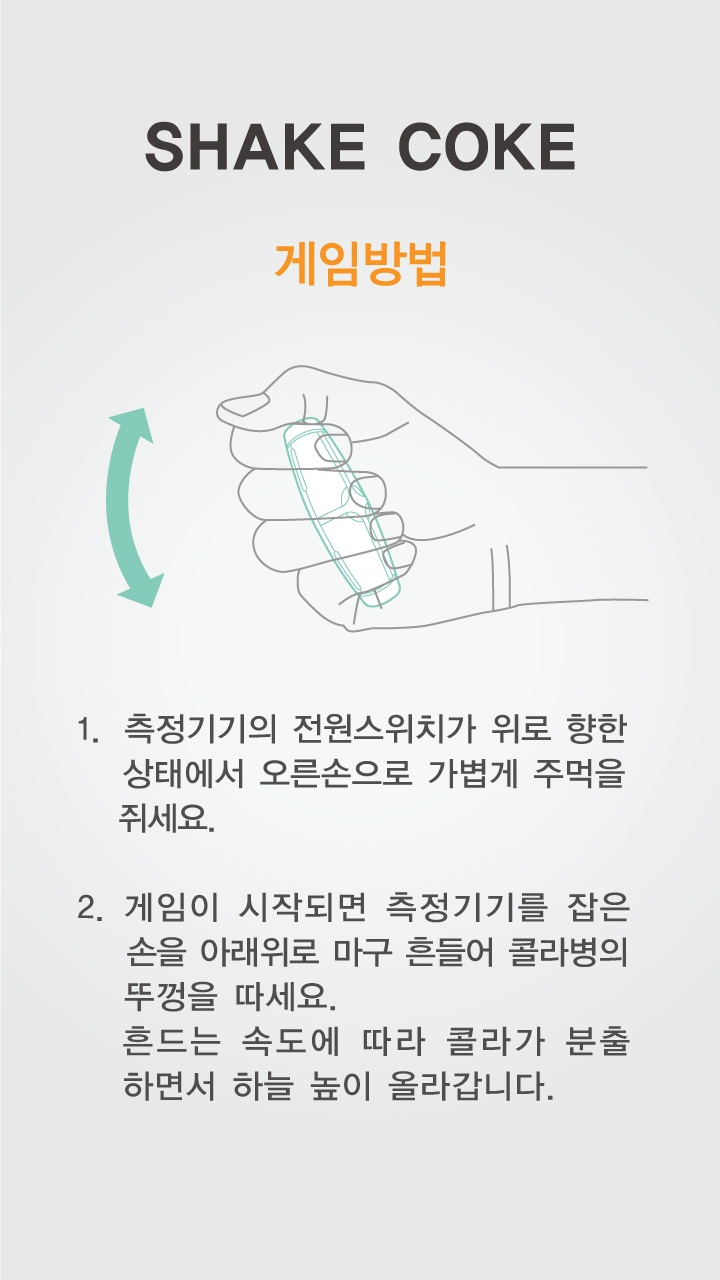 SHAKE COKE
게임방법
1. 측정기기의 전원스위치가 위로 향한
상태에서 오른손으로 가볍게 주먹을
쥐세요.
2. 게임이 시작되면 측정기기를 잡은
손을 아래위로 마구 흔들어 콜라병의
뚜껑을 따세요.
흔드는 속도에 따라 콜라가 분출
하면서 하늘 높이 올라갑니다.